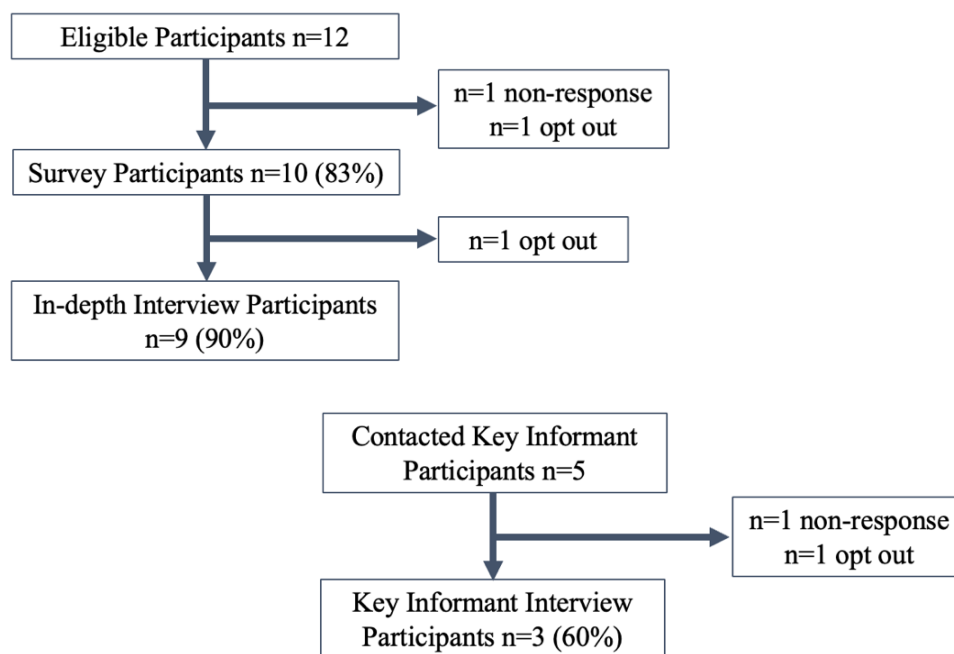 Eligible Participants n=12
n=1 non-response
n=1 opt out
Survey Participants n=10 (83%)
n=1 opt out
In-depth Interview Participants
n=9 (90%)
Contacted Key Informant
Participants n=5
n=1 non-response
n=1 opt out
Key Informant Interview
Participants n=3 (60%)